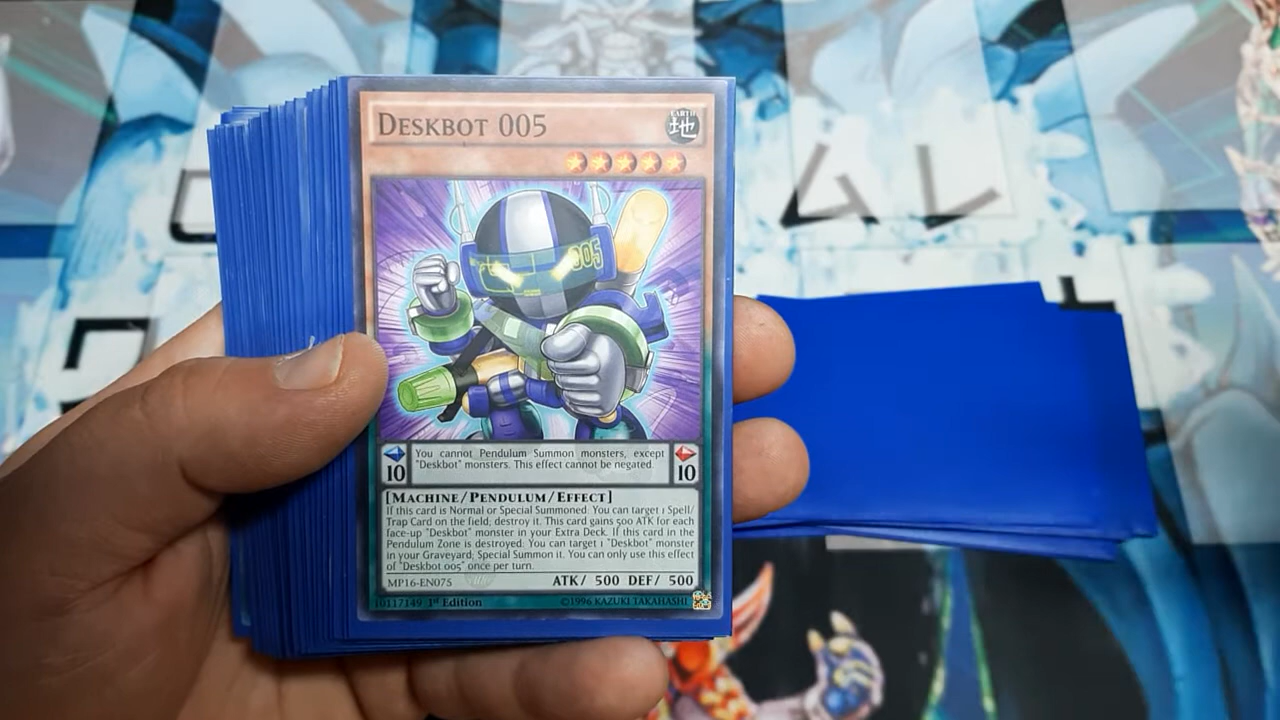 DESKBOT 005
EARTH
地
005
You cannot Pendulum Summon monsters, except
"Deskbot" monsters. This effect cannot be negated.
10
10
[MACHINE/PENDULUM/EFFECT]
If this card is Normal or Special Summoned: You can target 1 Spell/
Trap Card on the field; destroy it. This card gains 500 ATK for each
face-up "Deskbot" monster in your Extra Deck. If this card in the
Pendulum Zone is destroyed: You can target 1 "Deskbot" monster
in your Graveyard; Special Summon it. You can only use this effect
of "Deskbot 005" once per turn.
MP16-EN075
ATK/ 500 DEF/ 500
10117149 1st Edition
©1996 KAZUKI TAKAHASHI